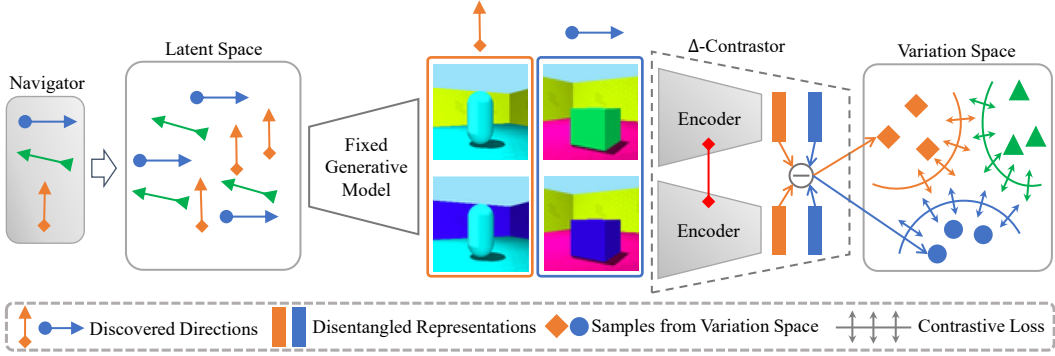 Navigator
Latent Space
Fixed
Generative
Model
Δ-Contrastor
Encoder
Encoder
Variation Space
Discovered Directions
Disentangled Representations
Samples from Variation Space
Contrastive Loss